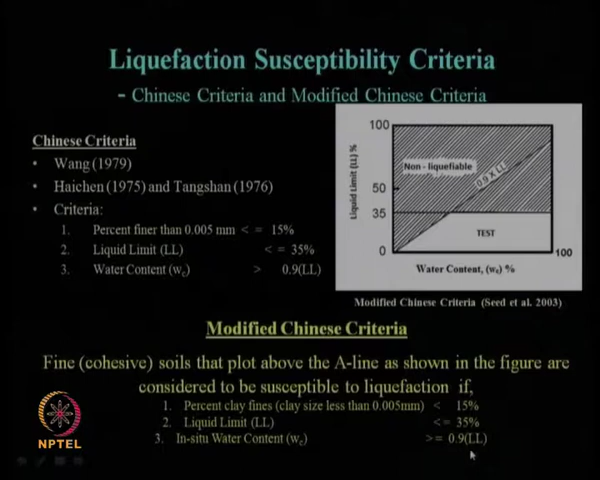 Liquefaction Susceptibility Criteria
- Chinese Criteria and Modified Chinese Criteria
Chinese Criteria
• Wang (1979)
• Haichen (1975) and Tangshan (1976)
• Criteria:
1. Percent finer than 0.005 mm < = 15%
2. Liquid Limit (LL) < = 35%
3. Water Content (wc) > 0.9(LL)
100
50
35
0
Liquid Limit (LL) %
Non - liquefiable
0.9 X LL
TEST
100
Water Content, (wc) %
Modified Chinese Criteria (Seed et al. 2003)
Modified Chinese Criteria
Fine (cohesive) soils that plot above the A-line as shown in the figure are
considered to be susceptible to liquefaction if,
1. Percent clay fines (clay size less than 0.005mm) < 15%
2. Liquid Limit (LL) <= 35%
3. In-situ Water Content (wc) >= 0.9(LL)
NPTEL